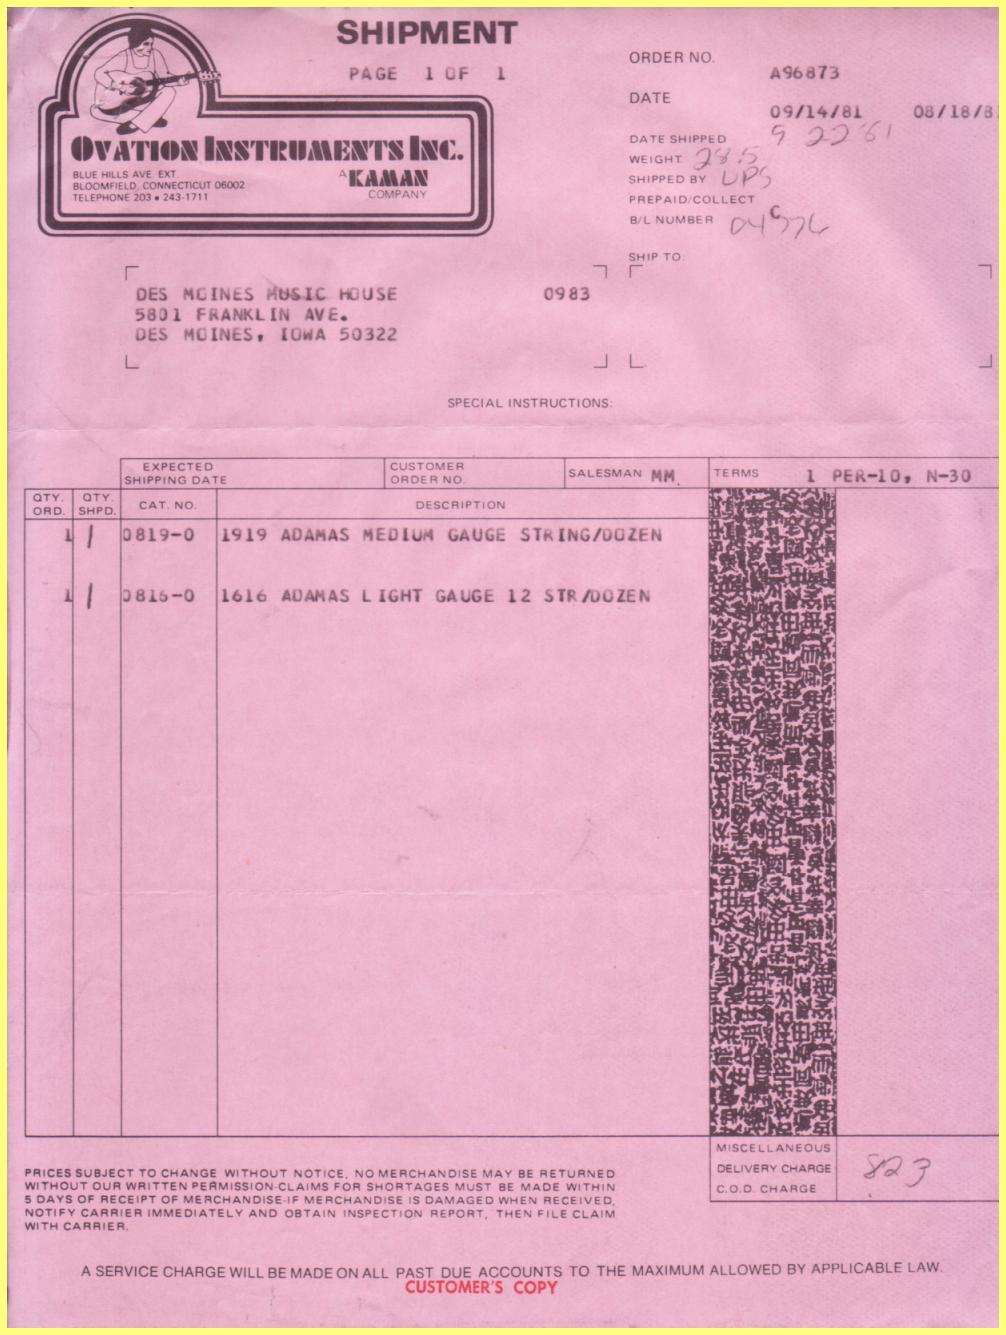 SHIPMENT
PAGE 1 OF 1
OVATION INSTRUMENTS INC.
BLUE HILLS AVE. EXT.
BLOOMFIELD, CONNECTICUT 06002
TELEPHONE 203 • 243-1711
A KAMAN
COMPANY
ORDER NO.
A96873
DATE
09/14/81 08/18/8
DATE SHIPPED 9 22 81
WEIGHT 28.5
SHIPPED BY UPS
PREPAID/COLLECT
B/L NUMBER
SHIP TO:
DES MOINES MUSIC HOUSE 0983
5801 FRANKLIN AVE.
DES MOINES, IOWA 50322
SPECIAL INSTRUCTIONS:
EXPECTED SHIPPING DATE
CUSTOMER ORDER NO.
SALESMAN MM
TERMS 1 PER-10, N-30
QTY. ORD. QTY. SHPD. CAT. NO. DESCRIPTION
1 1 0819-0 1919 ADAMAS MEDIUM GAUGE STRING/DOZEN
1 1 0816-0 1616 ADAMAS LIGHT GAUGE 12 STR/DOZEN
MISCELLANEOUS
DELIVERY CHARGE 823
C.O.D. CHARGE
PRICES SUBJECT TO CHANGE WITHOUT NOTICE, NO MERCHANDISE MAY BE RETURNED
WITHOUT OUR WRITTEN PERMISSION-CLAIMS FOR SHORTAGES MUST BE MADE WITHIN
5 DAYS OF RECEIPT OF MERCHANDISE-IF MERCHANDISE IS DAMAGED WHEN RECEIVED,
NOTIFY CARRIER IMMEDIATELY AND OBTAIN INSPECTION REPORT, THEN FILE CLAIM
WITH CARRIER.
A SERVICE CHARGE WILL BE MADE ON ALL PAST DUE ACCOUNTS TO THE MAXIMUM ALLOWED BY APPLICABLE LAW.
CUSTOMER'S COPY